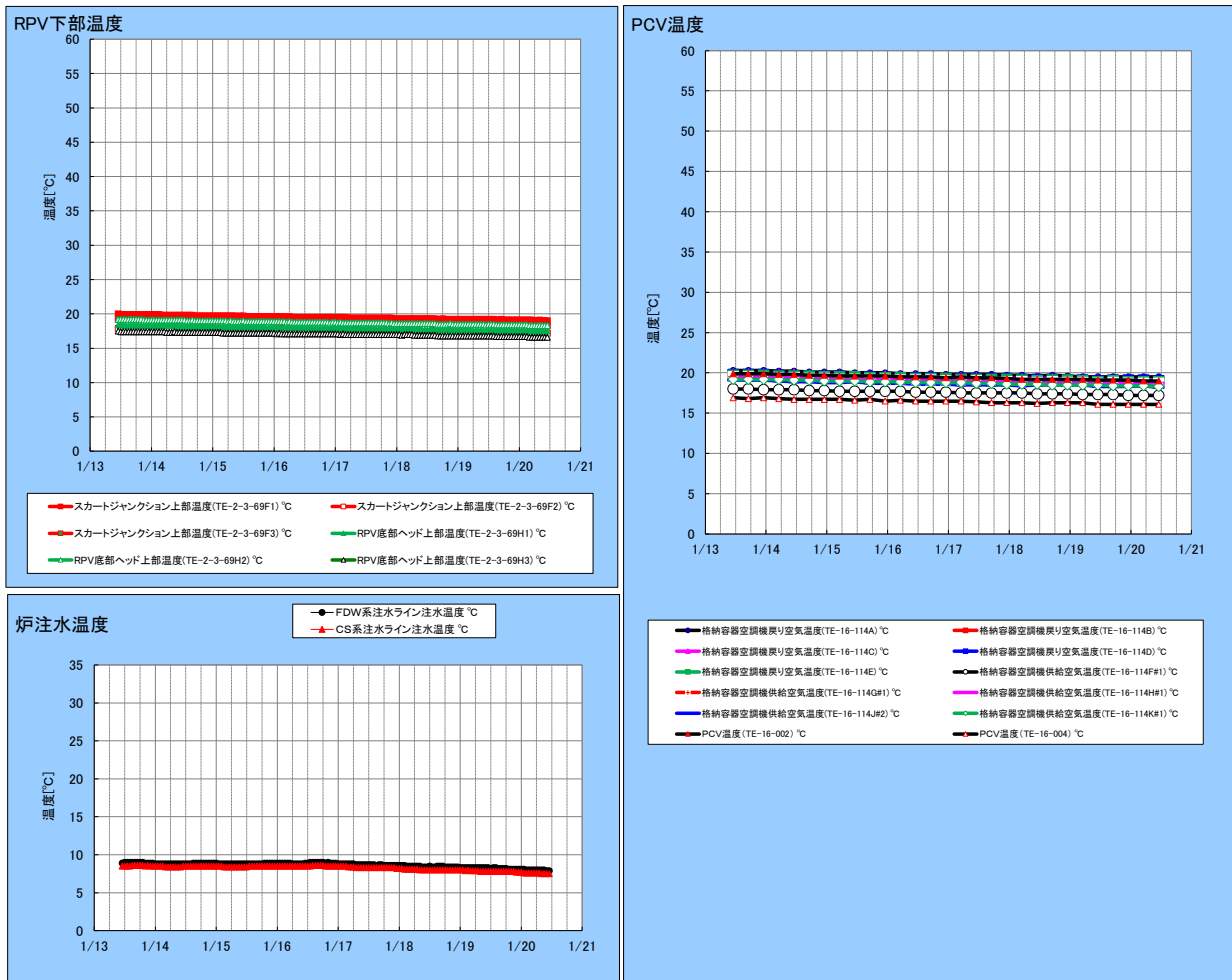 RPV下部温度
60
55
50
45
40
35
30
25
20
15
10
5
0
温度[℃]
1/13 1/14 1/15 1/16 1/17 1/18 1/19 1/20 1/21
スカートジャンクション上部温度(TE-2-3-69F1) ℃ スカートジャンクション上部温度(TE-2-3-69F2) ℃
スカートジャンクション上部温度(TE-2-3-69F3) ℃ RPV底部ヘッド上部温度(TE-2-3-69H1) ℃
RPV底部ヘッド上部温度(TE-2-3-69H2) ℃ RPV底部ヘッド上部温度(TE-2-3-69H3) ℃
炉注水温度
FDW系注水ライン注水温度 ℃
CS系注水ライン注水温度 ℃
35
30
25
20
15
10
5
0
温度[℃]
1/13 1/14 1/15 1/16 1/17 1/18 1/19 1/20 1/21
PCV温度
60
55
50
45
40
35
30
25
20
15
10
5
0
温度[℃]
1/13 1/14 1/15 1/16 1/17 1/18 1/19 1/20 1/21
格納容器空調機戻り空気温度(TE-16-114A) ℃ 格納容器空調機戻り空気温度(TE-16-114B) ℃
格納容器空調機戻り空気温度(TE-16-114C) ℃ 格納容器空調機戻り空気温度(TE-16-114D) ℃
格納容器空調機戻り空気温度(TE-16-114E) ℃ 格納容器空調機供給空気温度(TE-16-114F#1) ℃
格納容器空調機供給空気温度(TE-16-114G#1) ℃ 格納容器空調機供給空気温度(TE-16-114H#1) ℃
格納容器空調機供給空気温度(TE-16-114J#2) ℃ 格納容器空調機供給空気温度(TE-16-114K#1) ℃
PCV温度(TE-16-002) ℃ PCV温度(TE-16-004) ℃